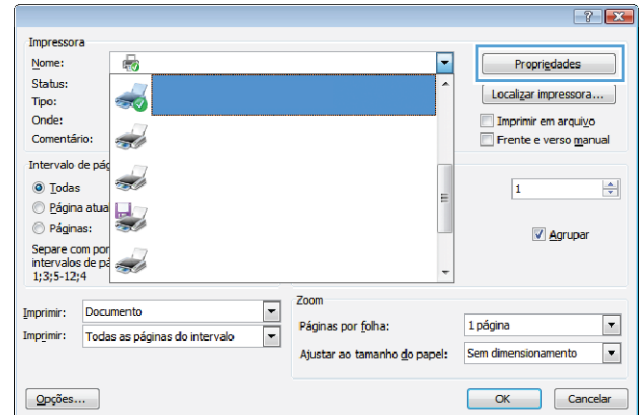 Impressora
Nome:
Propriedades
Status:
Tipo:
Localizar impressora...
Onde:
Imprimir em arquivo
Comentário:
Frente e verso manual
Intervalo de pág
Todas
1
Página atual
Páginas:
Agrupar
Separe com por
intervalos de pá
1;3;5-12;4
Imprimir: Documento
Imprimir: Todas as páginas do intervalo
Zoom
Páginas por folha: 1 página
Ajustar ao tamanho do papel: Sem dimensionamento
Opções...
OK
Cancelar